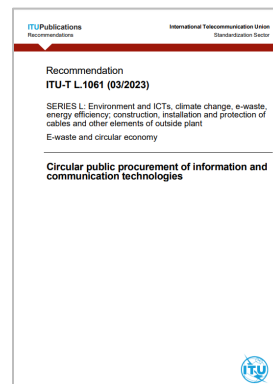 ITUPublications
International Telecommunication Union
Recommendations
Standardization Sector
Recommendation
ITU-T L.1061 (03/2023)
SERIES L: Environment and ICTs, climate change, e-waste,
energy efficiency; construction, installation and protection of
cables and other elements of outside plant
E-waste and circular economy
Circular public procurement of information and
communication technologies
ITU